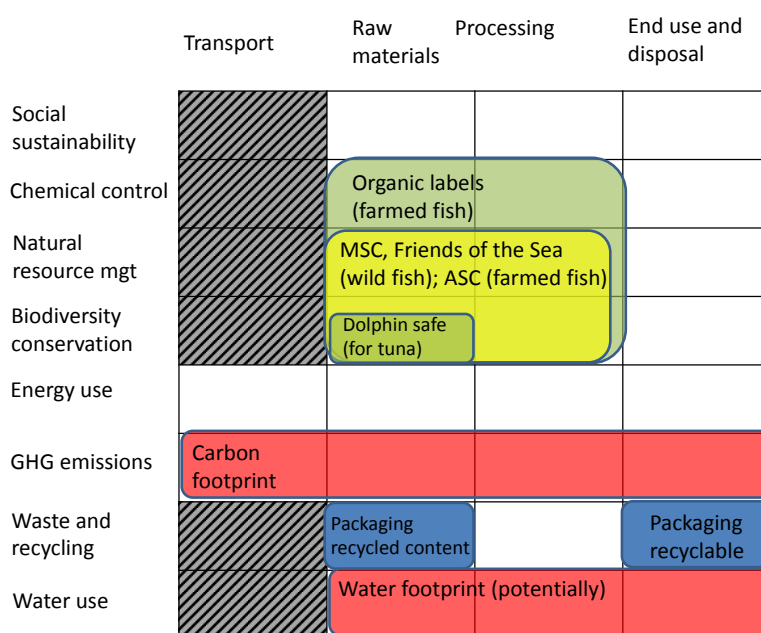 Transport
Raw
materials
Processing
End use and
disposal
Social
sustainability
Chemical control
Organic labels
(farmed fish)
Natural
resource mgt
MSC, Friends of the Sea
(wild fish); ASC (farmed fish)
Biodiversity
conservation
Dolphin safe
(for tuna)
Energy use
GHG emissions
Carbon
footprint
Waste and
recycling
Packaging
recycled content
Packaging
recyclable
Water use
Water footprint (potentially)